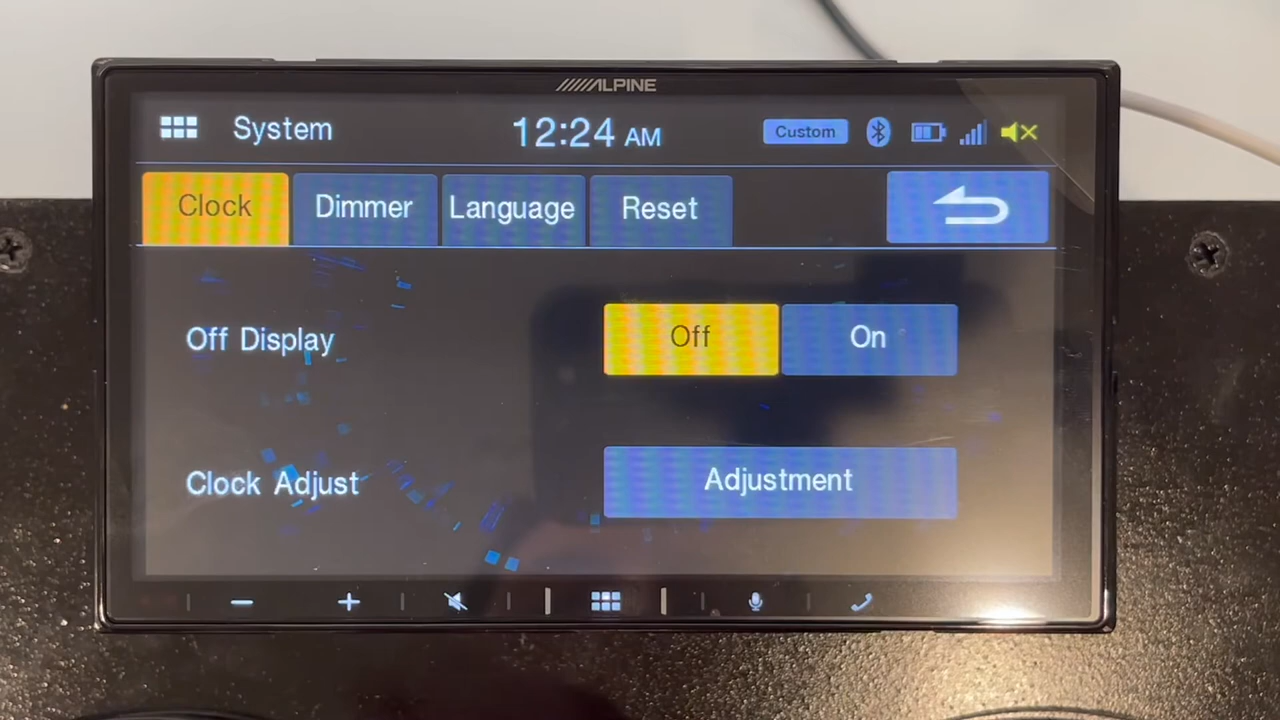 ALPINE
System 12:24 AM Custom
Clock Dimmer Language Reset
Off Display Off On
Clock Adjust Adjustment